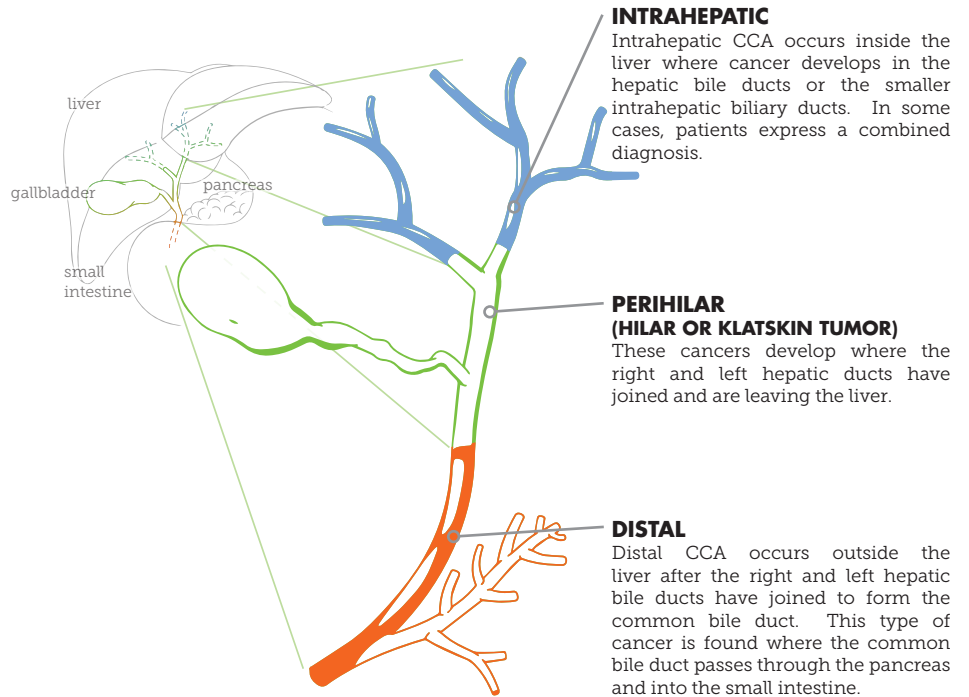 INTRAHEPATIC
Intrahepatic CCA occurs inside the
liver where cancer develops in the
hepatic bile ducts or the smaller
intrahepatic biliary ducts. In some
cases, patients express a combined
diagnosis.
liver
gallbladder
pancreas
small
intestine
PERIHILAR
(HILAR OR KLATSKIN TUMOR)
These cancers develop where the
right and left hepatic ducts have
joined and are leaving the liver.
DISTAL
Distal CCA occurs outside the
liver after the right and left hepatic
bile ducts have joined to form the
common bile duct. This type of
cancer is found where the common
bile duct passes through the pancreas
and into the small intestine.